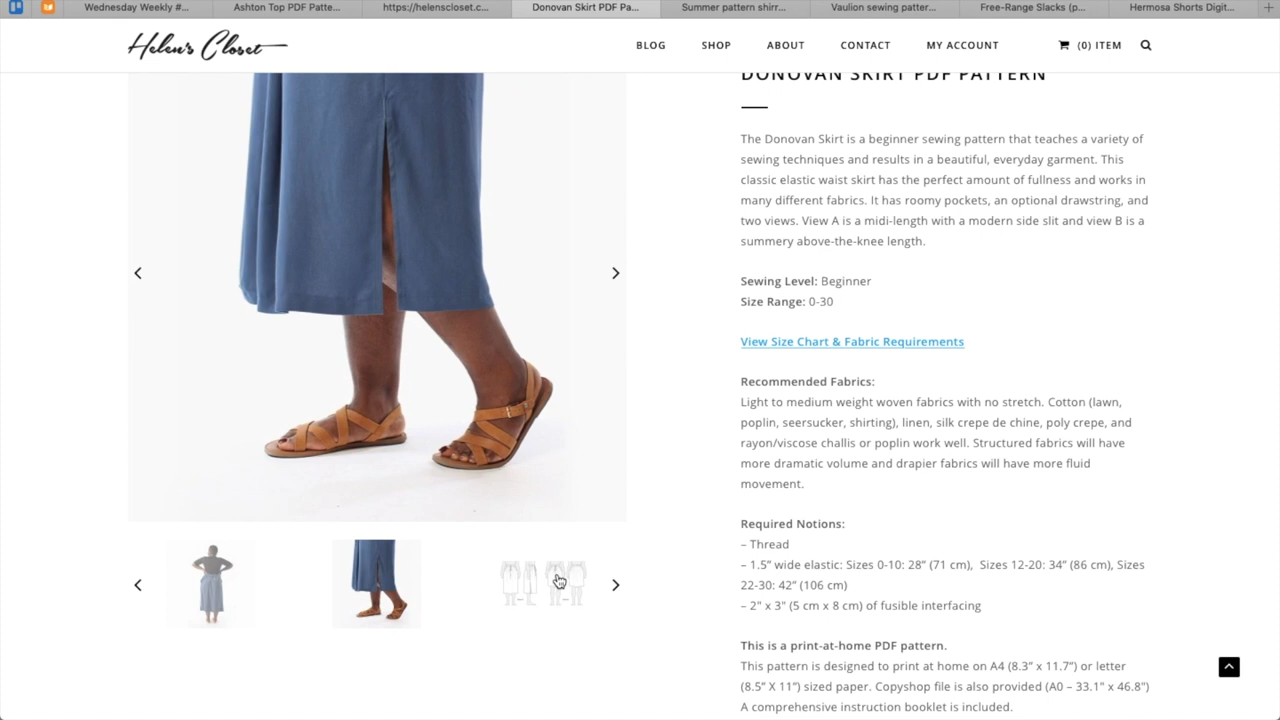 Wednesday Weekly #...
Ashton Top PDF Patte...
https://helenscloset.c...
Donovan Skirt PDF Pa...
Summer pattern shirr...
Vaulion sewing patter...
Free-Range Slacks (p...
Hermosa Shorts Digit...
Helen's Closet
BLOG
SHOP
ABOUT
CONTACT
MY ACCOUNT
(0) ITEM
DONOVAN SKIRT PDF PATTERN
The Donovan Skirt is a beginner sewing pattern that teaches a variety of
sewing techniques and results in a beautiful, everyday garment. This
classic elastic waist skirt has the perfect amount of fullness and works in
many different fabrics. It has roomy pockets, an optional drawstring, and
two views. View A is a midi-length with a modern side slit and view B is a
summery above-the-knee length.
Sewing Level: Beginner
Size Range: 0-30
View Size Chart & Fabric Requirements
Recommended Fabrics:
Light to medium weight woven fabrics with no stretch. Cotton (lawn,
poplin, seersucker, shirting), linen, silk crepe de chine, poly crepe, and
rayon/viscose challis or poplin work well. Structured fabrics will have
more dramatic volume and drapier fabrics will have more fluid
movement.
Required Notions:
– Thread
– 1.5” wide elastic: Sizes 0-10: 28” (71 cm), Sizes 12-20: 34” (86 cm), Sizes
22-30: 42” (106 cm)
– 2" x 3" (5 cm x 8 cm) of fusible interfacing
This is a print-at-home PDF pattern.
This pattern is designed to print at home on A4 (8.3” x 11.7”) or letter
(8.5” X 11”) sized paper. Copyshop file is also provided (A0 – 33.1" x 46.8")
A comprehensive instruction booklet is included.